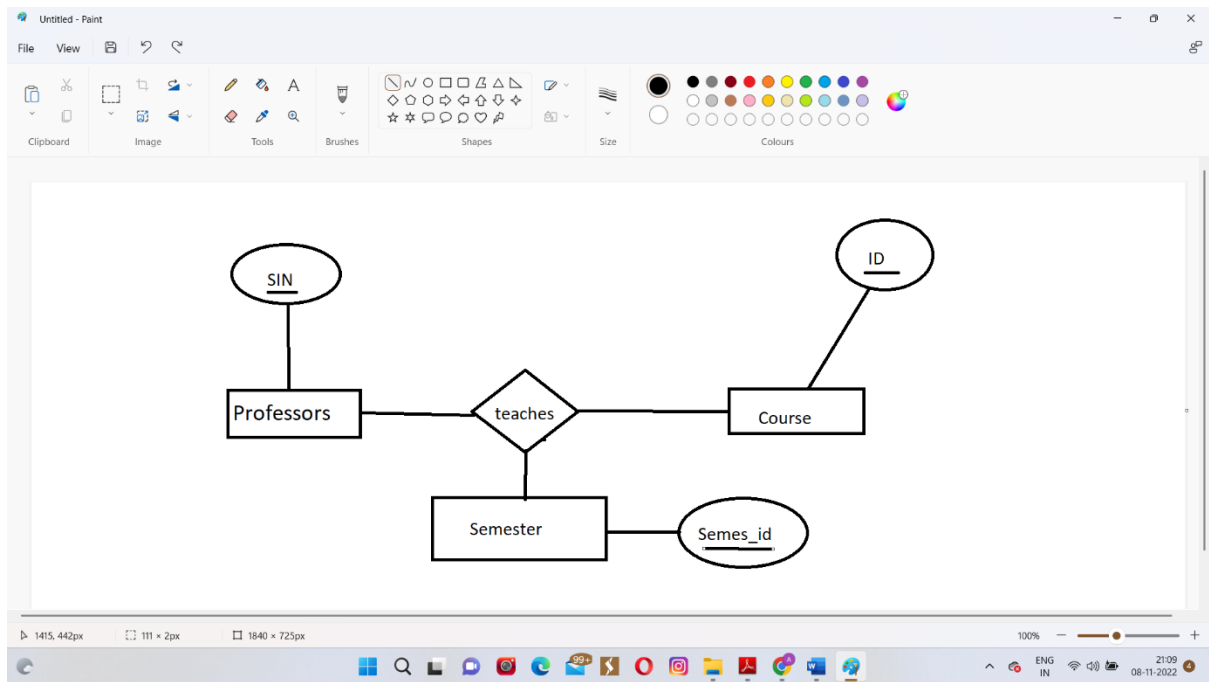 Untitled - Paint
File View
Clipboard Image Tools Brushes Shapes Size Colours
SIN
ID
Professors
teaches
Course
Semester
Semes_id
1415, 442px 111 × 2px 1840 × 725px 100%
99+
ENG
IN
21:09
08-11-2022
4